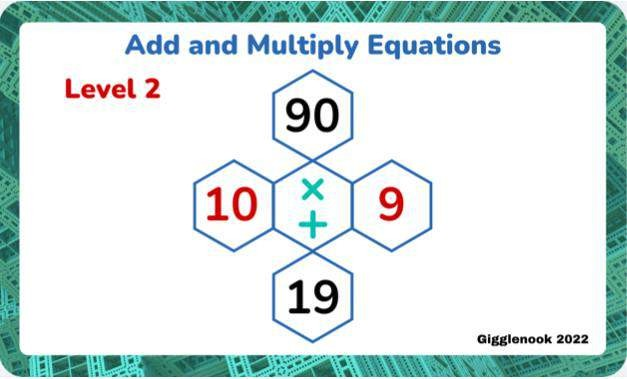 Add and Multiply Equations
Level 2
90
10 × 9
+
19
Gigglenook 2022